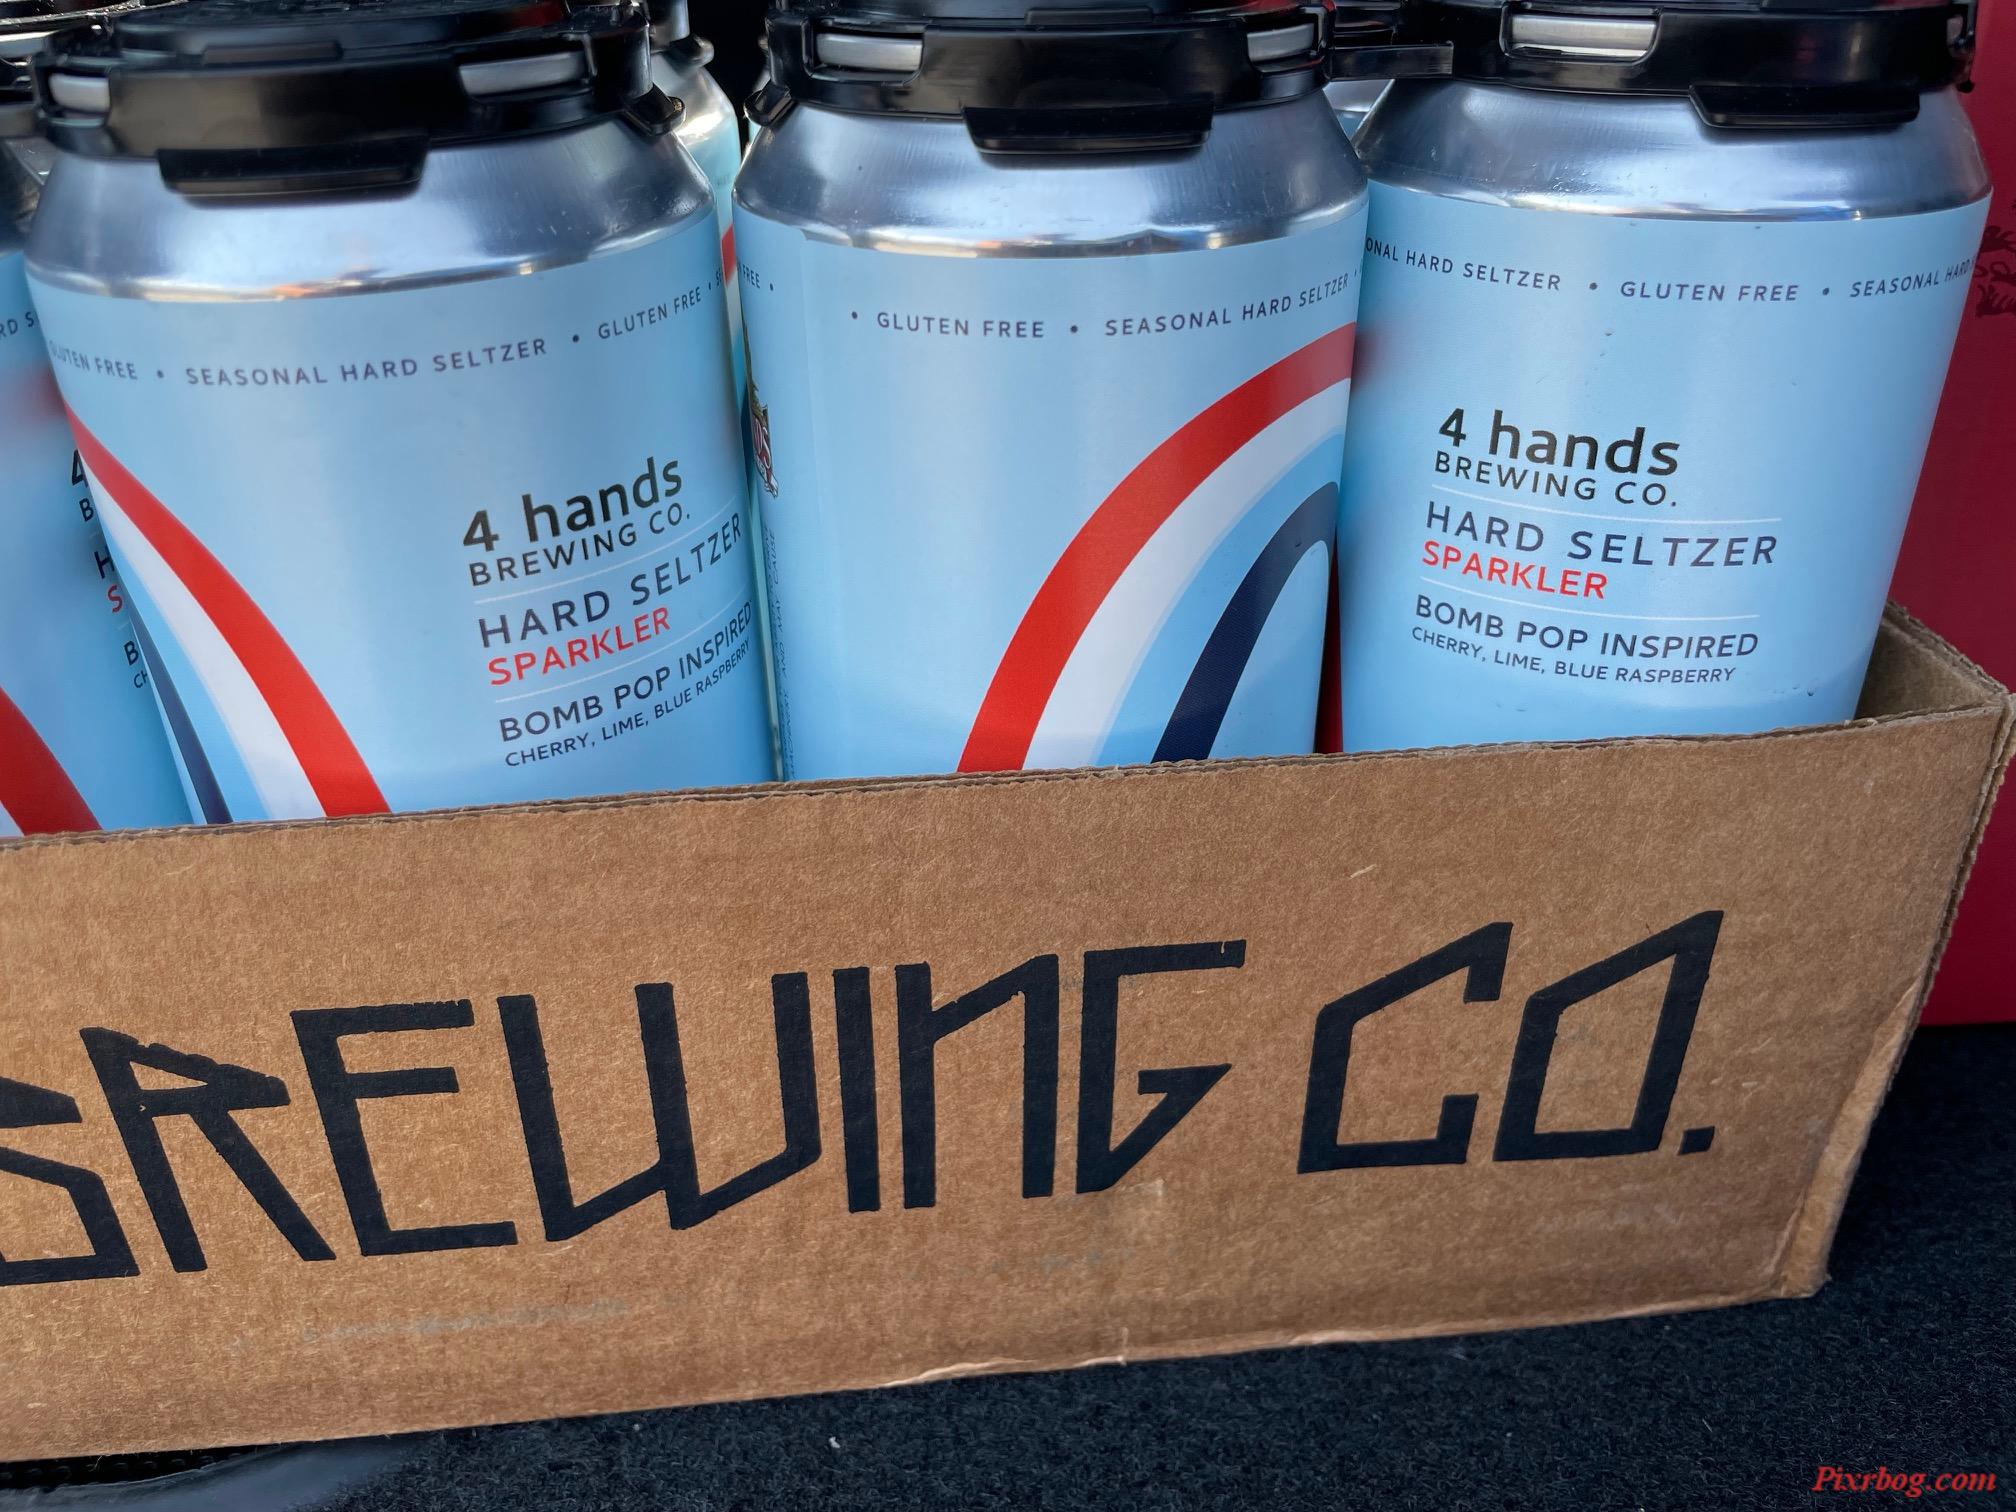 GLUTEN FREE • SEASONAL HARD SELTZER • GLUTEN FREE •
4 hands
BREWING CO.
HARD SELTZER
SPARKLER
BOMB POP INSPIRED
CHERRY, LIME, BLUE RASPBERRY
FREE •
• GLUTEN FREE • SEASONAL HARD SELTZER •
HARD SELTZER • GLUTEN FREE • SEASONAL HARD
4 hands
BREWING CO.
HARD SELTZER
SPARKLER
BOMB POP INSPIRED
CHERRY, LIME, BLUE RASPBERRY
BREWING CO.
Pixrbog.com